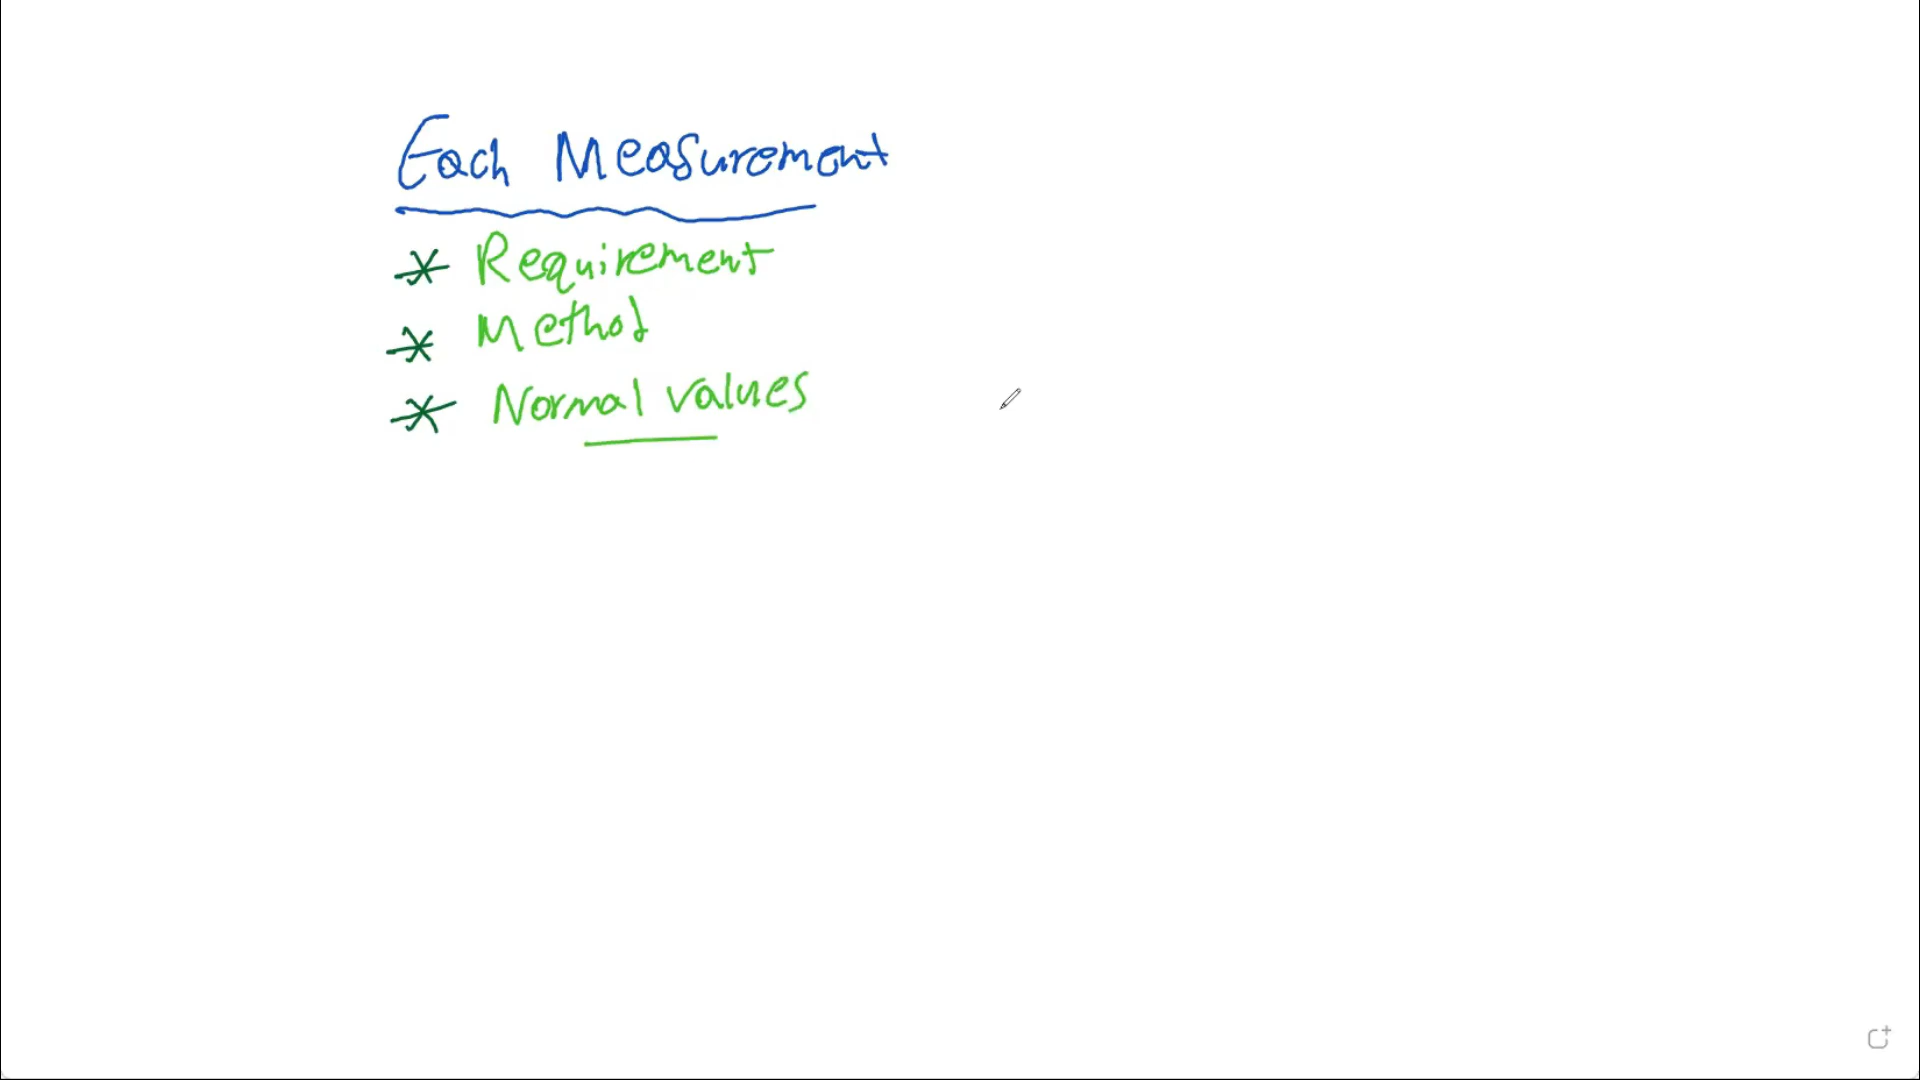 Each Measurement
* Requirement
* Method
* Normal values